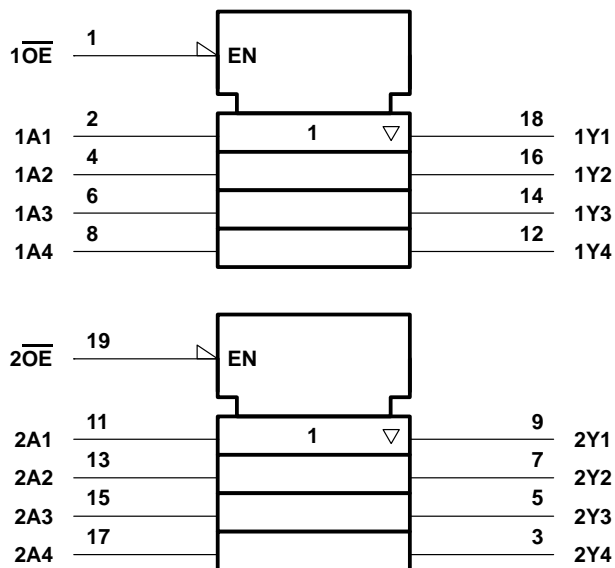 1 
1O̅E̅ EN
2 1 18
1A1 1Y1
4 16
1A2 1Y2
6 14
1A3 1Y3
8 12
1A4 1Y4
19
2O̅E̅ EN
11 1 9
2A1 2Y1
13 7
2A2 2Y2
15 5
2A3 2Y3
17 3
2A4 2Y4